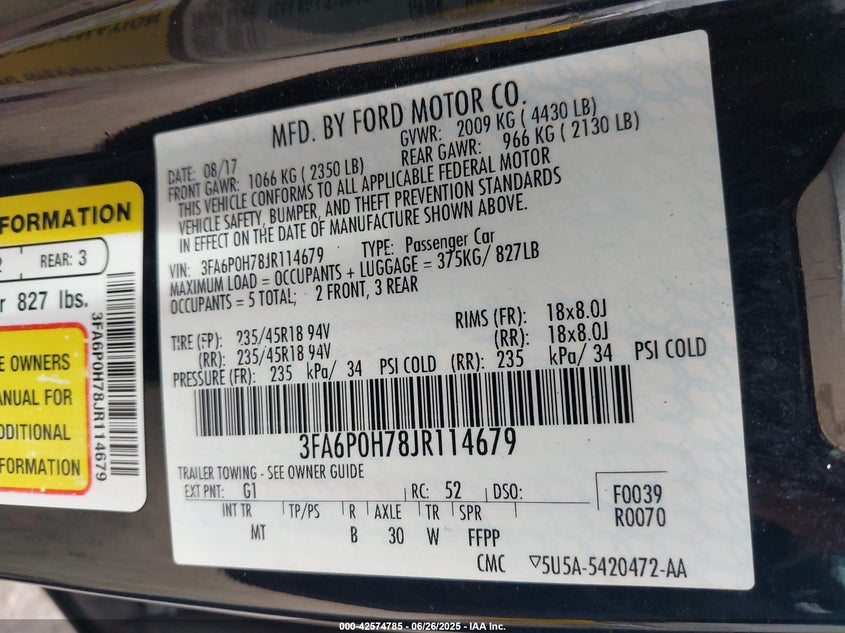 MFD. BY FORD MOTOR CO.
DATE: 08/17 GVWR: 2009 KG ( 4430 LB)
FRONT GAWR: 1066 KG ( 2350 LB) REAR GAWR: 966 KG ( 2130 LB)
THIS VEHICLE CONFORMS TO ALL APPLICABLE FEDERAL MOTOR
VEHICLE SAFETY, BUMPER, AND THEFT PREVENTION STANDARDS
IN EFFECT ON THE DATE OF MANUFACTURE SHOWN ABOVE.
VIN: 3FA6P0H78JR114679 TYPE: Passenger Car
MAXIMUM LOAD = OCCUPANTS + LUGGAGE = 375KG/ 827LB
OCCUPANTS = 5 TOTAL; 2 FRONT, 3 REAR
TIRE (FR): 235/45R18 94V RIMS (FR): 18x8.0J
(RR): 235/45R18 94V (RR): 18x8.0J
PRESSURE (FR): 235 kPa/ 34 PSI COLD (RR): 235 kPa/ 34 PSI COLD
3FA6P0H78JR114679
TRAILER TOWING - SEE OWNER GUIDE
EXT PNT: G1 RC: 52 DSO:
F0039
R0070
INT TR TP/PS R AXLE TR SPR
MT B 30 W FFPP
CMC ▽5U5A-5420472-AA
FORMATION
2 REAR: 3
r 827 lbs.
E OWNERS
ANUAL FOR
DDITIONAL
FORMATION
3FA6P0H78JR114679
000-42574785 - 06/26/2025 - IAA Inc.